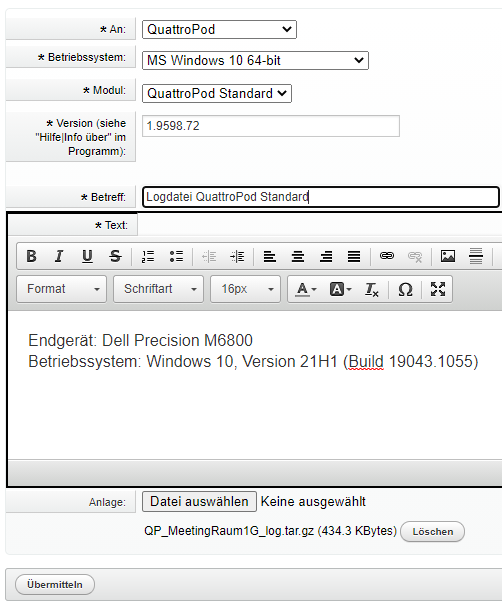 * An: QuattroPod
* Betriebssystem: MS Windows 10 64-bit
* Modul: QuattroPod Standard
* Version (siehe
"Hilfe|Info über" im
Programm): 1.9598.72
* Betreff: Logdatei QuattroPod Standard
* Text:
B I U S
Format Schriftart 16px A A Tx Ω
Endgerät: Dell Precision M6800
Betriebssystem: Windows 10, Version 21H1 (Build 19043.1055)
Anlage: Datei auswählen Keine ausgewählt
QP_MeetingRaum1G_log.tar.gz (434.3 KBytes) Löschen
Übermitteln